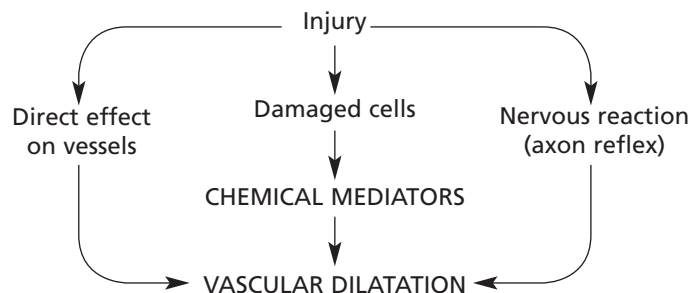 Injury
Direct effect
on vessels
Damaged cells
Nervous reaction
(axon reflex)
CHEMICAL MEDIATORS
VASCULAR DILATATION